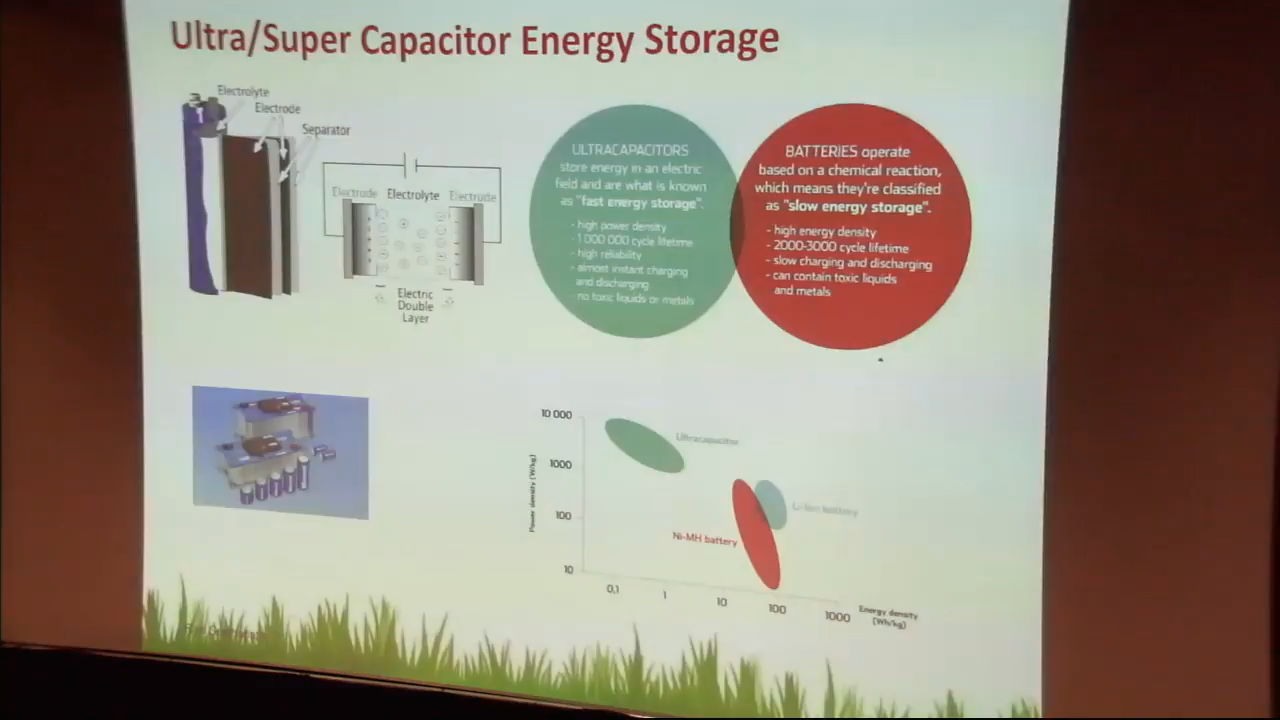 Ultra/Super Capacitor Energy Storage
Electrolyte
Electrode
Separator
Electrode Electrolyte Electrode
Electric
Double
Layer
ULTRACAPACITORS
store energy in an electric
field and are what is known
as "fast energy storage".
- high power density
- 1 000 000 cycle lifetime
- high reliability
- almost instant charging
and discharging
- no toxic liquids or metals
BATTERIES operate
based on a chemical reaction,
which means they're classified
as "slow energy storage".
- high energy density
- 2000-3000 cycle lifetime
- slow charging and discharging
- can contain toxic liquids
and metals
Power density (W/kg)
10 000
1000
100
10
Ultracapacitor
Li-Ion battery
Ni-MH battery
0,1 1 10 100 1000
Energy density
(Wh/kg)